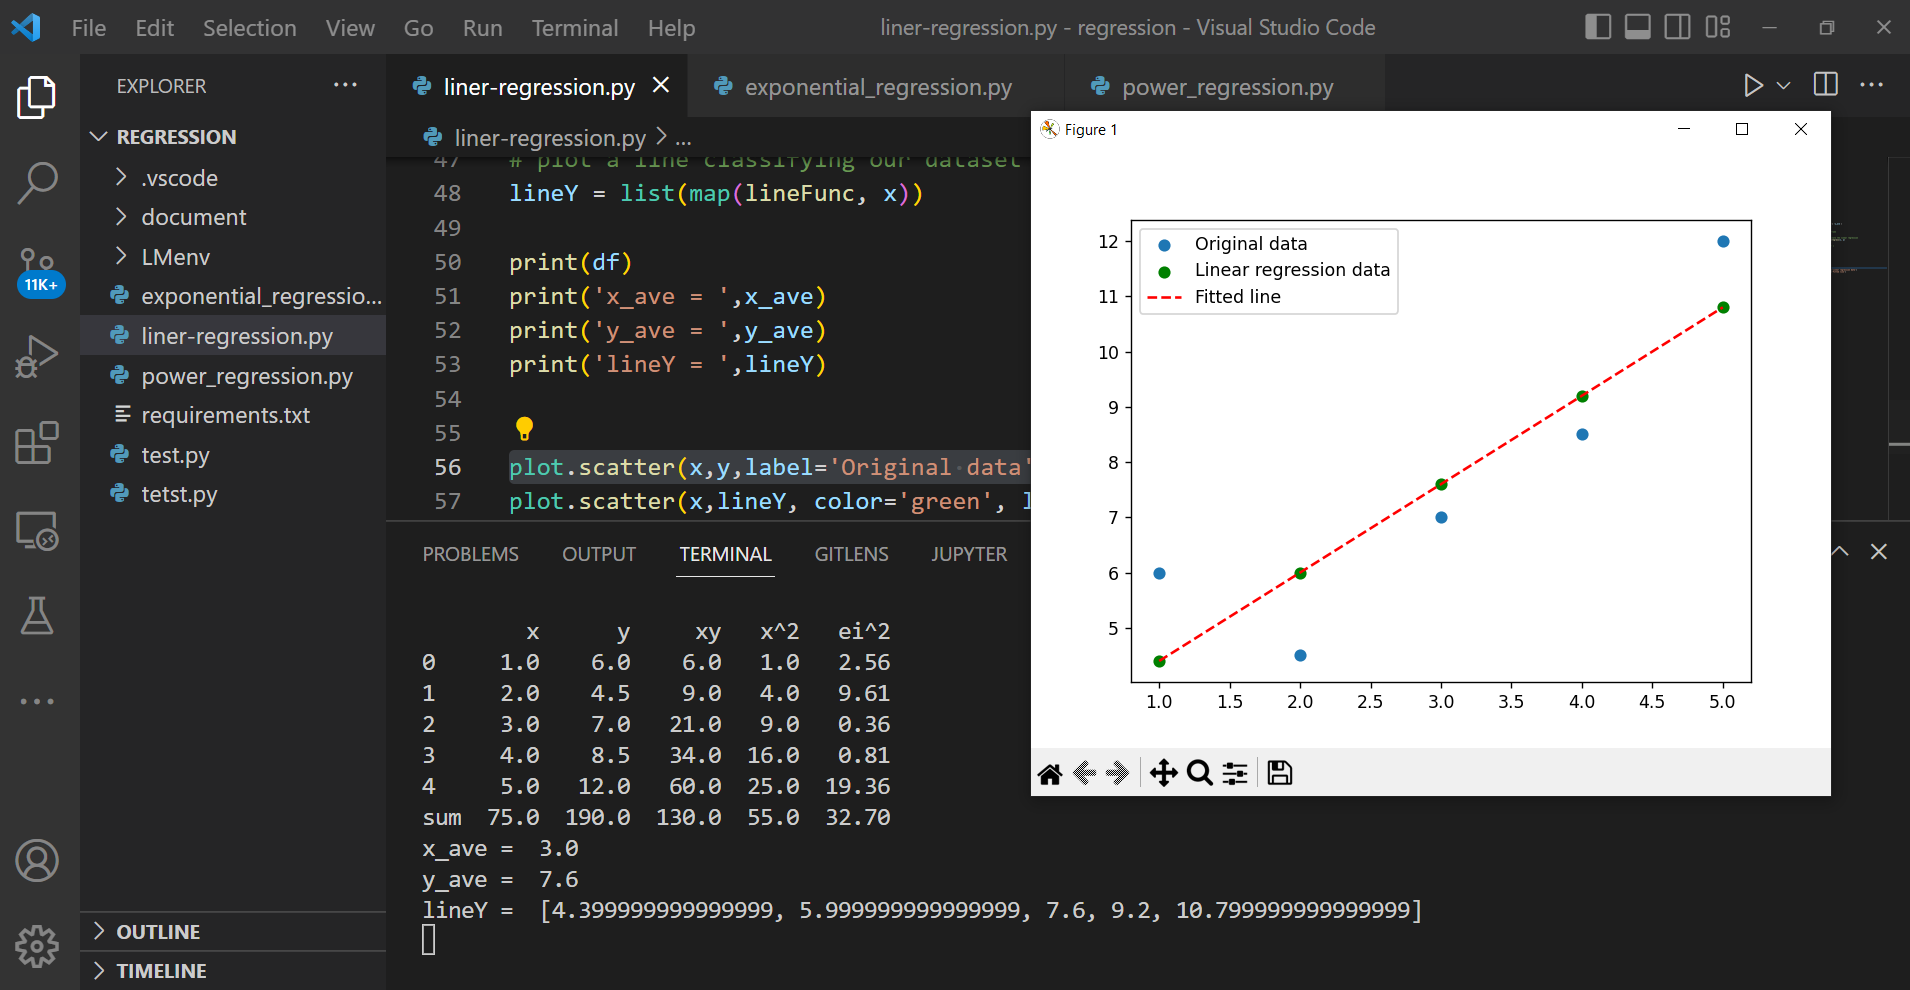 File Edit Selection View Go Run Terminal Help
liner-regression.py - regression - Visual Studio Code
EXPLORER
REGRESSION
.vscode
document
LMenv
exponential_regressio...
liner-regression.py
power_regression.py
requirements.txt
test.py
tetst.py
OUTLINE
TIMELINE
11K+
liner-regression.py
exponential_regression.py
power_regression.py
liner-regression.py > ...
47 # plot a line classifying our dataset
48 lineY = list(map(lineFunc, x))
49
50 print(df)
51 print('x_ave = ',x_ave)
52 print('y_ave = ',y_ave)
53 print('lineY = ',lineY)
54
55
56 plot.scatter(x,y,label='Original data'
57 plot.scatter(x,lineY, color='green', l
PROBLEMS OUTPUT TERMINAL GITLENS JUPYTER
x y xy x^2 ei^2
0 1.0 6.0 6.0 1.0 2.56
1 2.0 4.5 9.0 4.0 9.61
2 3.0 7.0 21.0 9.0 0.36
3 4.0 8.5 34.0 16.0 0.81
4 5.0 12.0 60.0 25.0 19.36
sum 75.0 190.0 130.0 55.0 32.70
x_ave = 3.0
y_ave = 7.6
lineY = [4.399999999999999, 5.999999999999999, 7.6, 9.2, 10.799999999999999]
Figure 1
Original data
Linear regression data
Fitted line
12
11
10
9
8
7
6
5
1.0 1.5 2.0 2.5 3.0 3.5 4.0 4.5 5.0